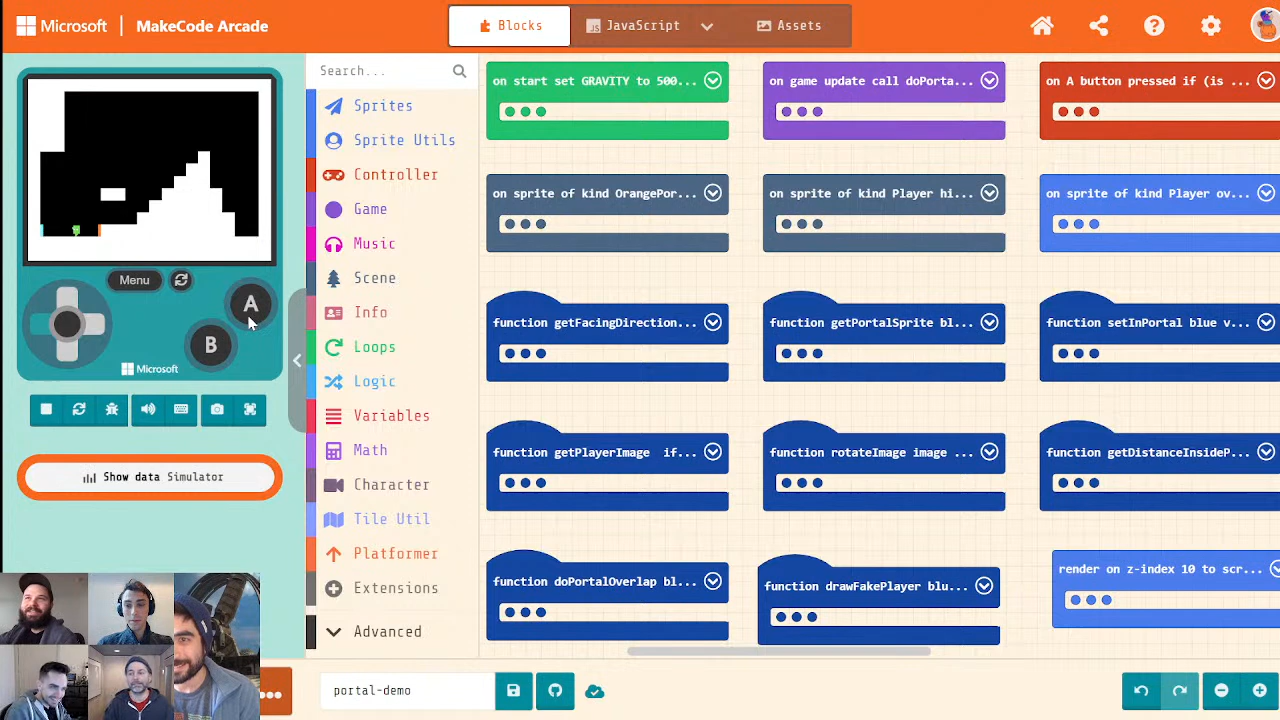 Microsoft
MakeCode Arcade
Blocks
JavaScript
Assets
Menu
A
B
Microsoft
Show data Simulator
Search...
Sprites
Sprite Utils
Controller
Game
Music
Scene
Info
Loops
Logic
Variables
Math
Character
Tile Util
Platformer
Extensions
Advanced
on start set GRAVITY to 500...
on game update call doPorta...
on A button pressed if (is ...
on sprite of kind OrangePor...
on sprite of kind Player hi...
on sprite of kind Player ov...
function getFacingDirection...
function getPortalSprite bl...
function setInPortal blue v...
function getPlayerImage if...
function rotateImage image ...
function getDistanceInsideP...
function doPortalOverlap bl...
function drawFakePlayer blu...
render on z-index 10 to scr...
portal-demo